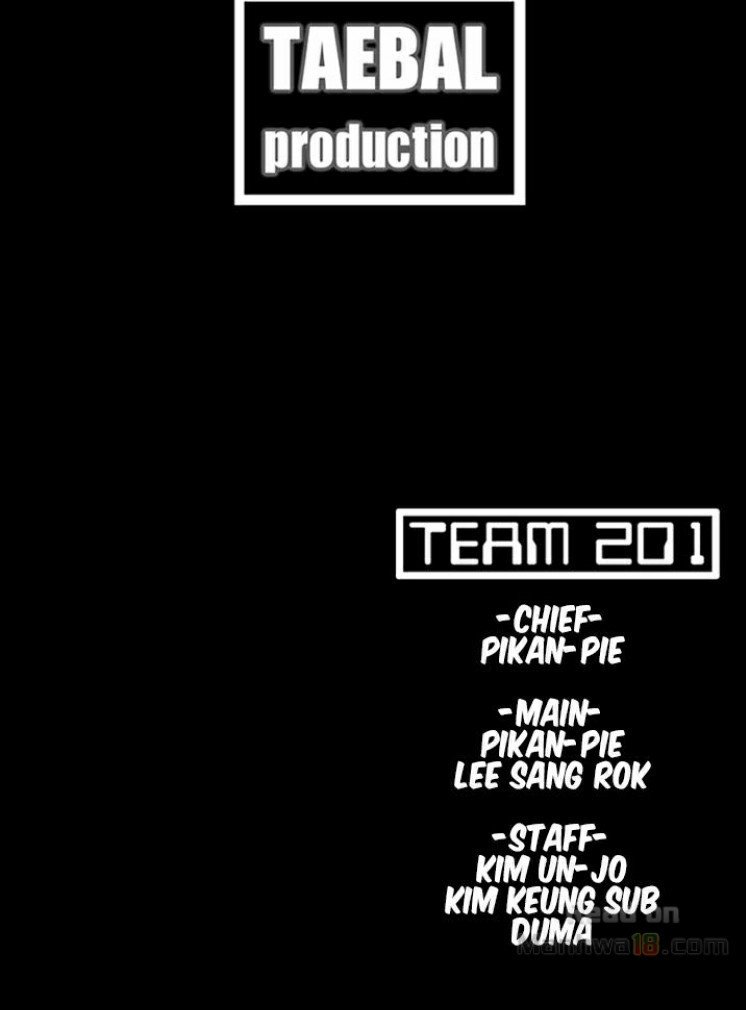 TAEBAL
production
TEAM 201
-CHIEF-
PIKAN-PIE
-MAIN-
PIKAN-PIE
LEE SANG ROK
-STAFF-
KIM UN-JO
KIM KEUNG SUB
DUMA
Read on
Manhwa18.com